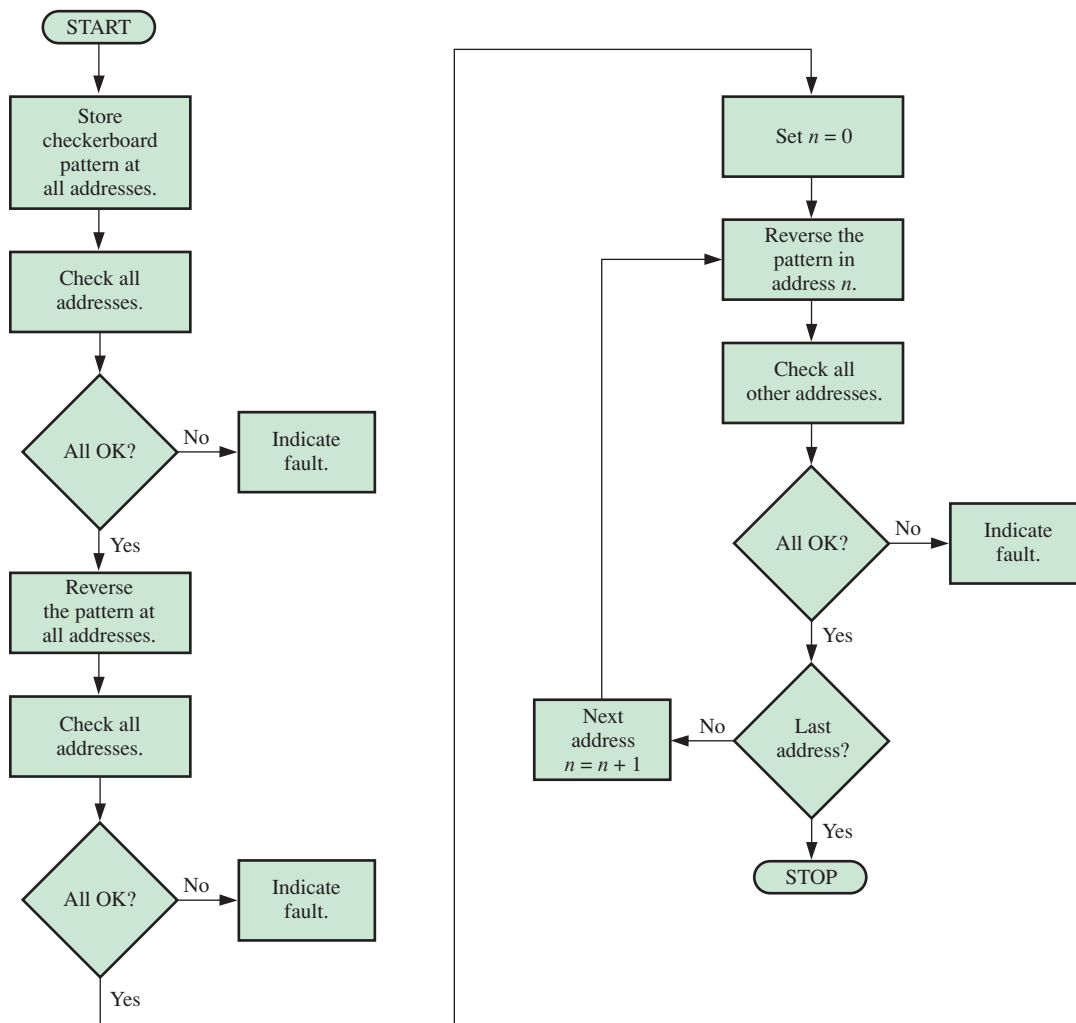 START
Store
checkerboard
pattern at
all addresses.
Check all
addresses.
All OK?
No
Indicate
fault.
Yes
Reverse
the pattern at
all addresses.
Check all
addresses.
All OK?
No
Indicate
fault.
Yes
Set n = 0
Reverse the
pattern in
address n.
Check all
other addresses.
All OK?
No
Indicate
fault.
Yes
Last
address?
No
Next
address
n = n + 1
Yes
STOP